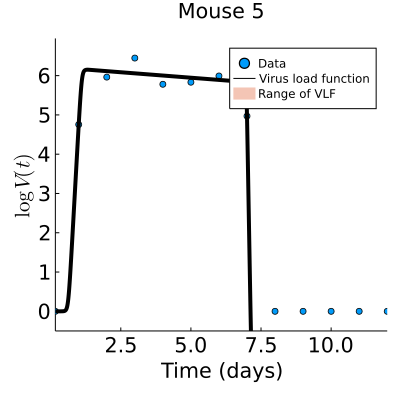 Mouse 5
log V(t)
6
5
4
3
2
1
0
Data
Virus load function
Range of VLF
2.5 5.0 7.5 10.0
Time (days)